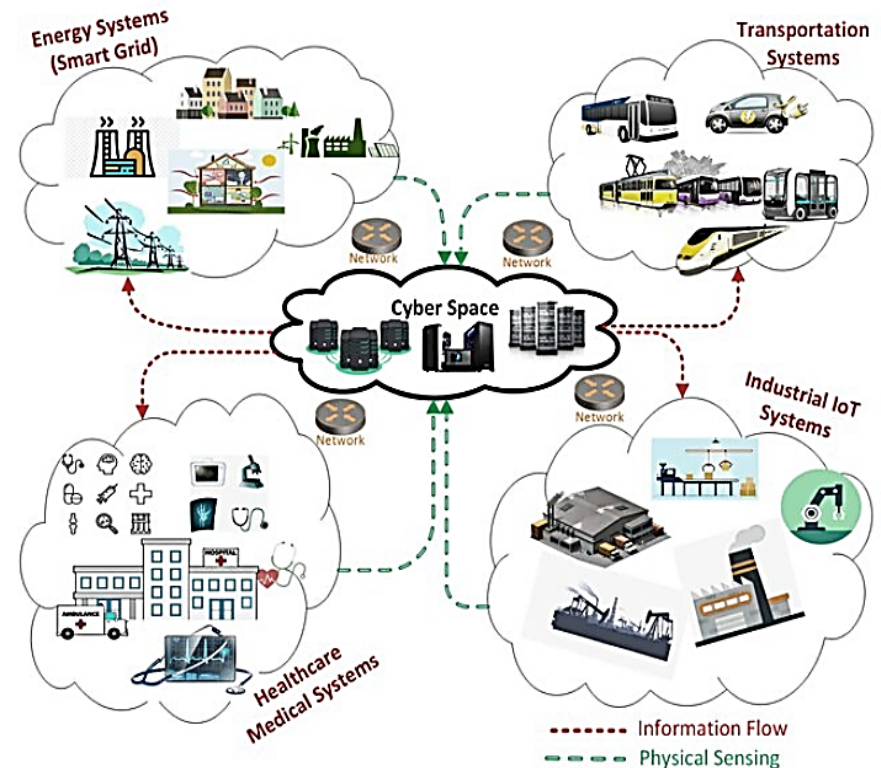 Energy Systems
(Smart Grid)
Transportation
Systems
Network
Network
Cyber Space
Network
Network
Industrial IoT
Systems
HOSPITAL
AMBULANCE
Healthcare
Medical Systems
Information Flow
Physical Sensing